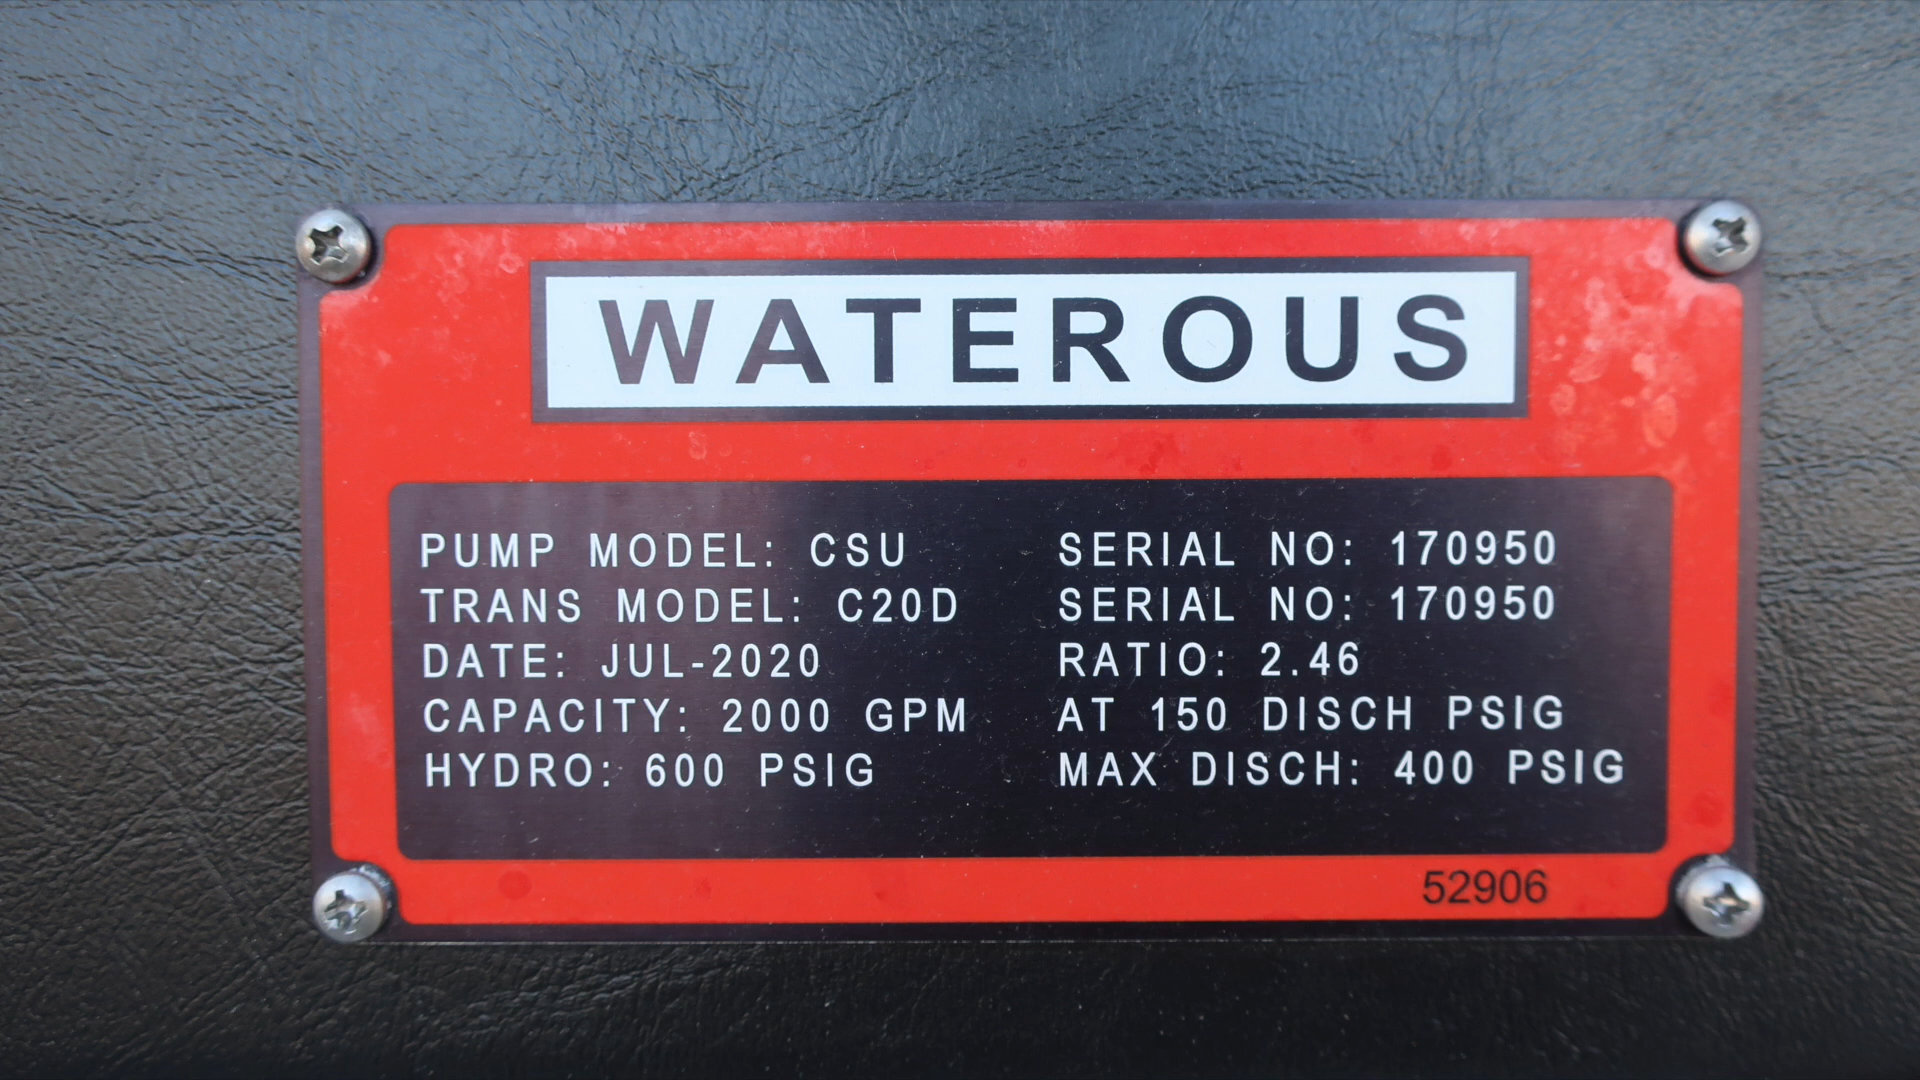 WATEROUS
PUMP MODEL: CSU SERIAL NO: 170950
TRANS MODEL: C20D SERIAL NO: 170950
DATE: JUL-2020 RATIO: 2.46
CAPACITY: 2000 GPM AT 150 DISCH PSIG
HYDRO: 600 PSIG MAX DISCH: 400 PSIG
52906